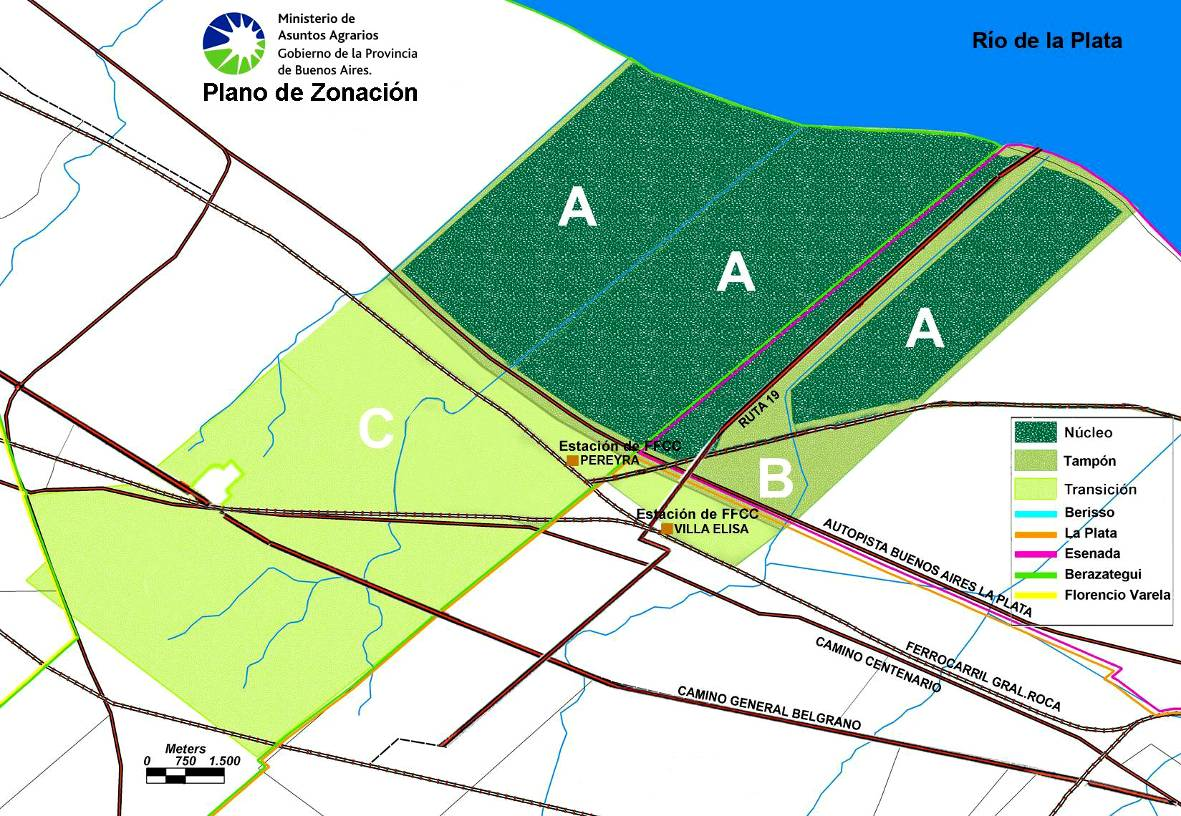 Ministerio de
Asuntos Agrarios
Gobierno de la Provincia
de Buenos Aires.
Plano de Zonación
Río de la Plata
A
A
A
C
B
RUTA 19
Estación de FFCC
PEREYRA
Estación de FFCC
VILLA ELISA
AUTOPISTA BUENOS AIRES LA PLATA
FERROCARRIL GRAL.ROCA
CAMINO CENTENARIO
CAMINO GENERAL BELGRANO
Núcleo
Tampón
Transición
Berisso
La Plata
Esenada
Berazategui
Florencio Varela
Meters
0 750 1.500